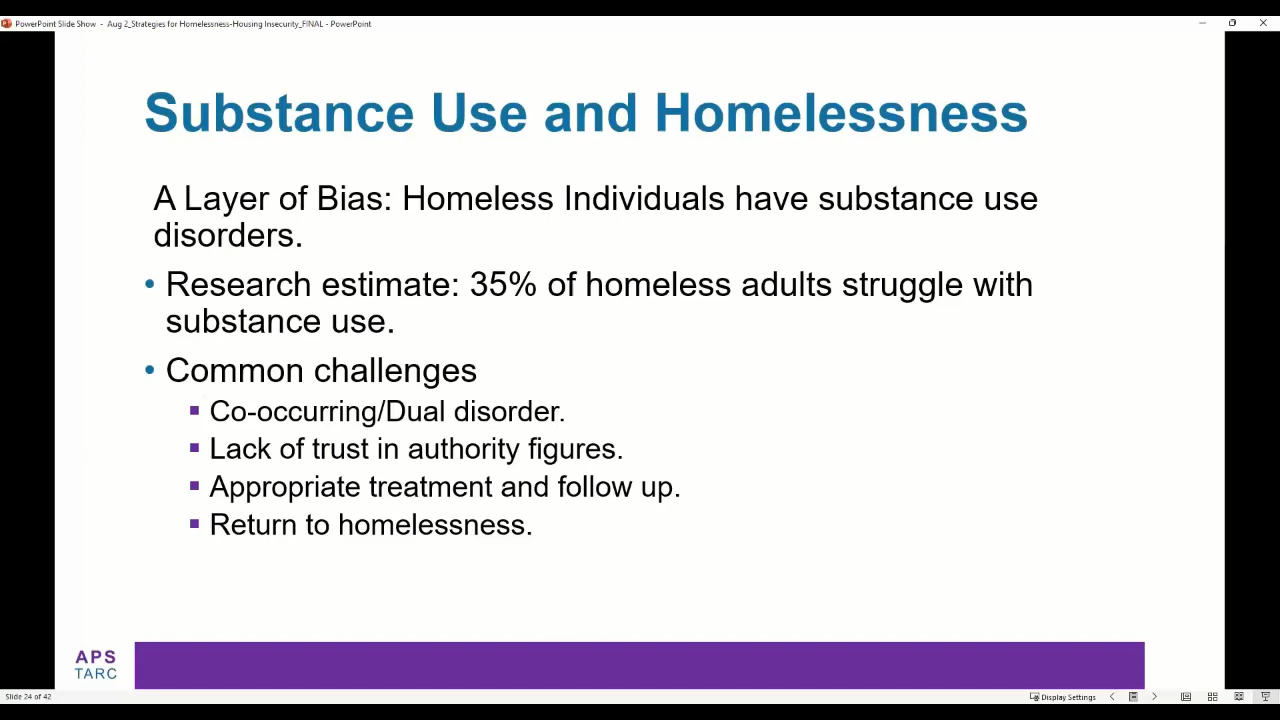 PowerPoint Slide Show - Aug 2_Strategies for Homelessness-Housing Insecurity_FINAL - PowerPoint
Substance Use and Homelessness
A Layer of Bias: Homeless Individuals have substance use
disorders.
• Research estimate: 35% of homeless adults struggle with
substance use.
• Common challenges
▪ Co-occurring/Dual disorder.
▪ Lack of trust in authority figures.
▪ Appropriate treatment and follow up.
▪ Return to homelessness.
APS
TARC
Slide 24 of 42
Display Settings